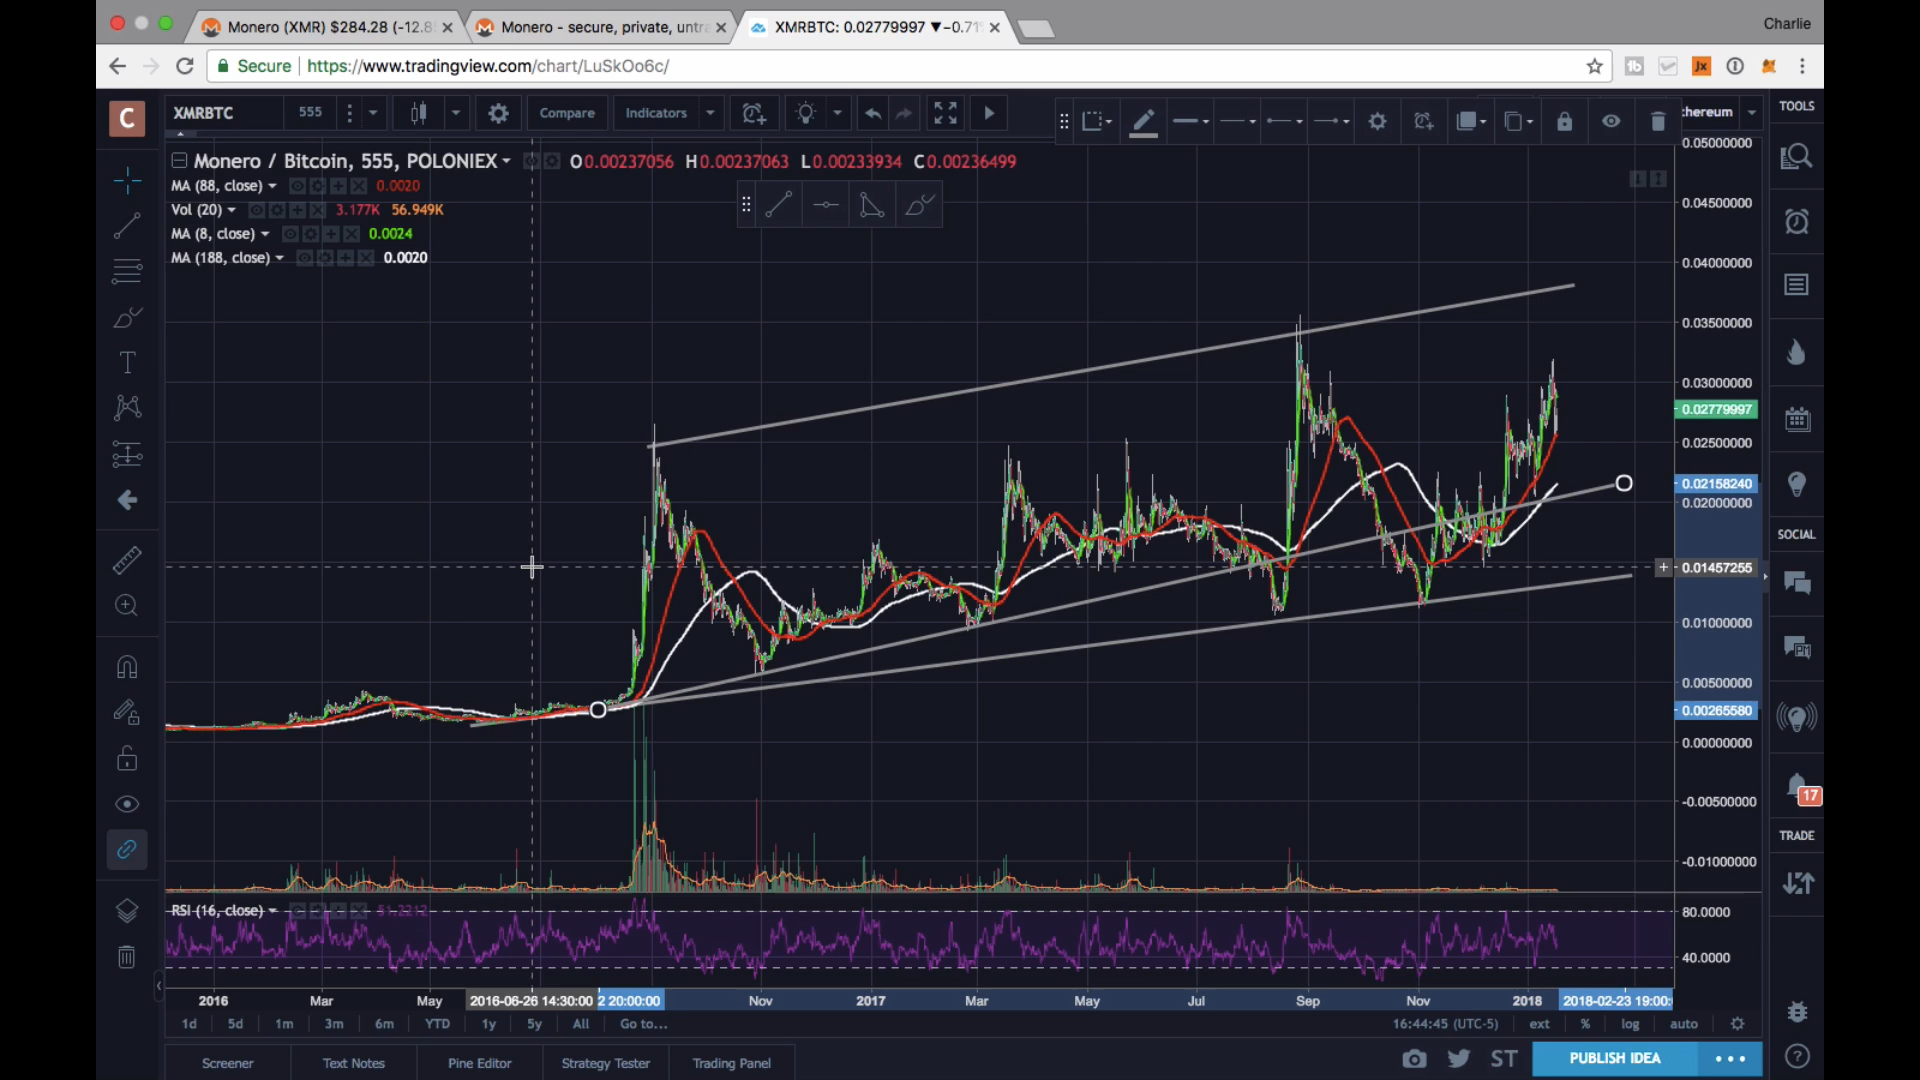 Monero (XMR) $284.28 (-12.8
Monero - secure, private, untra
XMRBTC: 0.02779997 ▼−0.71%
Charlie
Secure https://www.tradingview.com/chart/LuSkOo6c/
C
XMRBTC 555 Compare Indicators
thereum
TOOLS
Monero / Bitcoin, 555, POLONIEX O0.00237056 H0.00237063 L0.00233934 C0.00236499
MA (88, close) 0.0020
Vol (20) 3.177K 56.949K
MA (8, close) 0.0024
MA (188, close) 0.0020
0.05000000
0.04500000
0.04000000
0.03500000
0.03000000
0.02779997
0.02500000
0.02158240
0.02000000
0.01457255
0.01000000
0.00500000
0.00265580
0.00000000
-0.00500000
-0.01000000
SOCIAL
17
TRADE
RSI (16, close) 51.2212
80.0000
40.0000
2016 Mar May 2016-06-26 14:30:00 2 20:00:00 Nov 2017 Mar May Jul Sep Nov 2018 2018-02-23 19:00:
1d 5d 1m 3m 6m YTD 1y 5y All Go to... 16:44:45 (UTC-5) ext % log auto
Screener Text Notes Pine Editor Strategy Tester Trading Panel ST PUBLISH IDEA